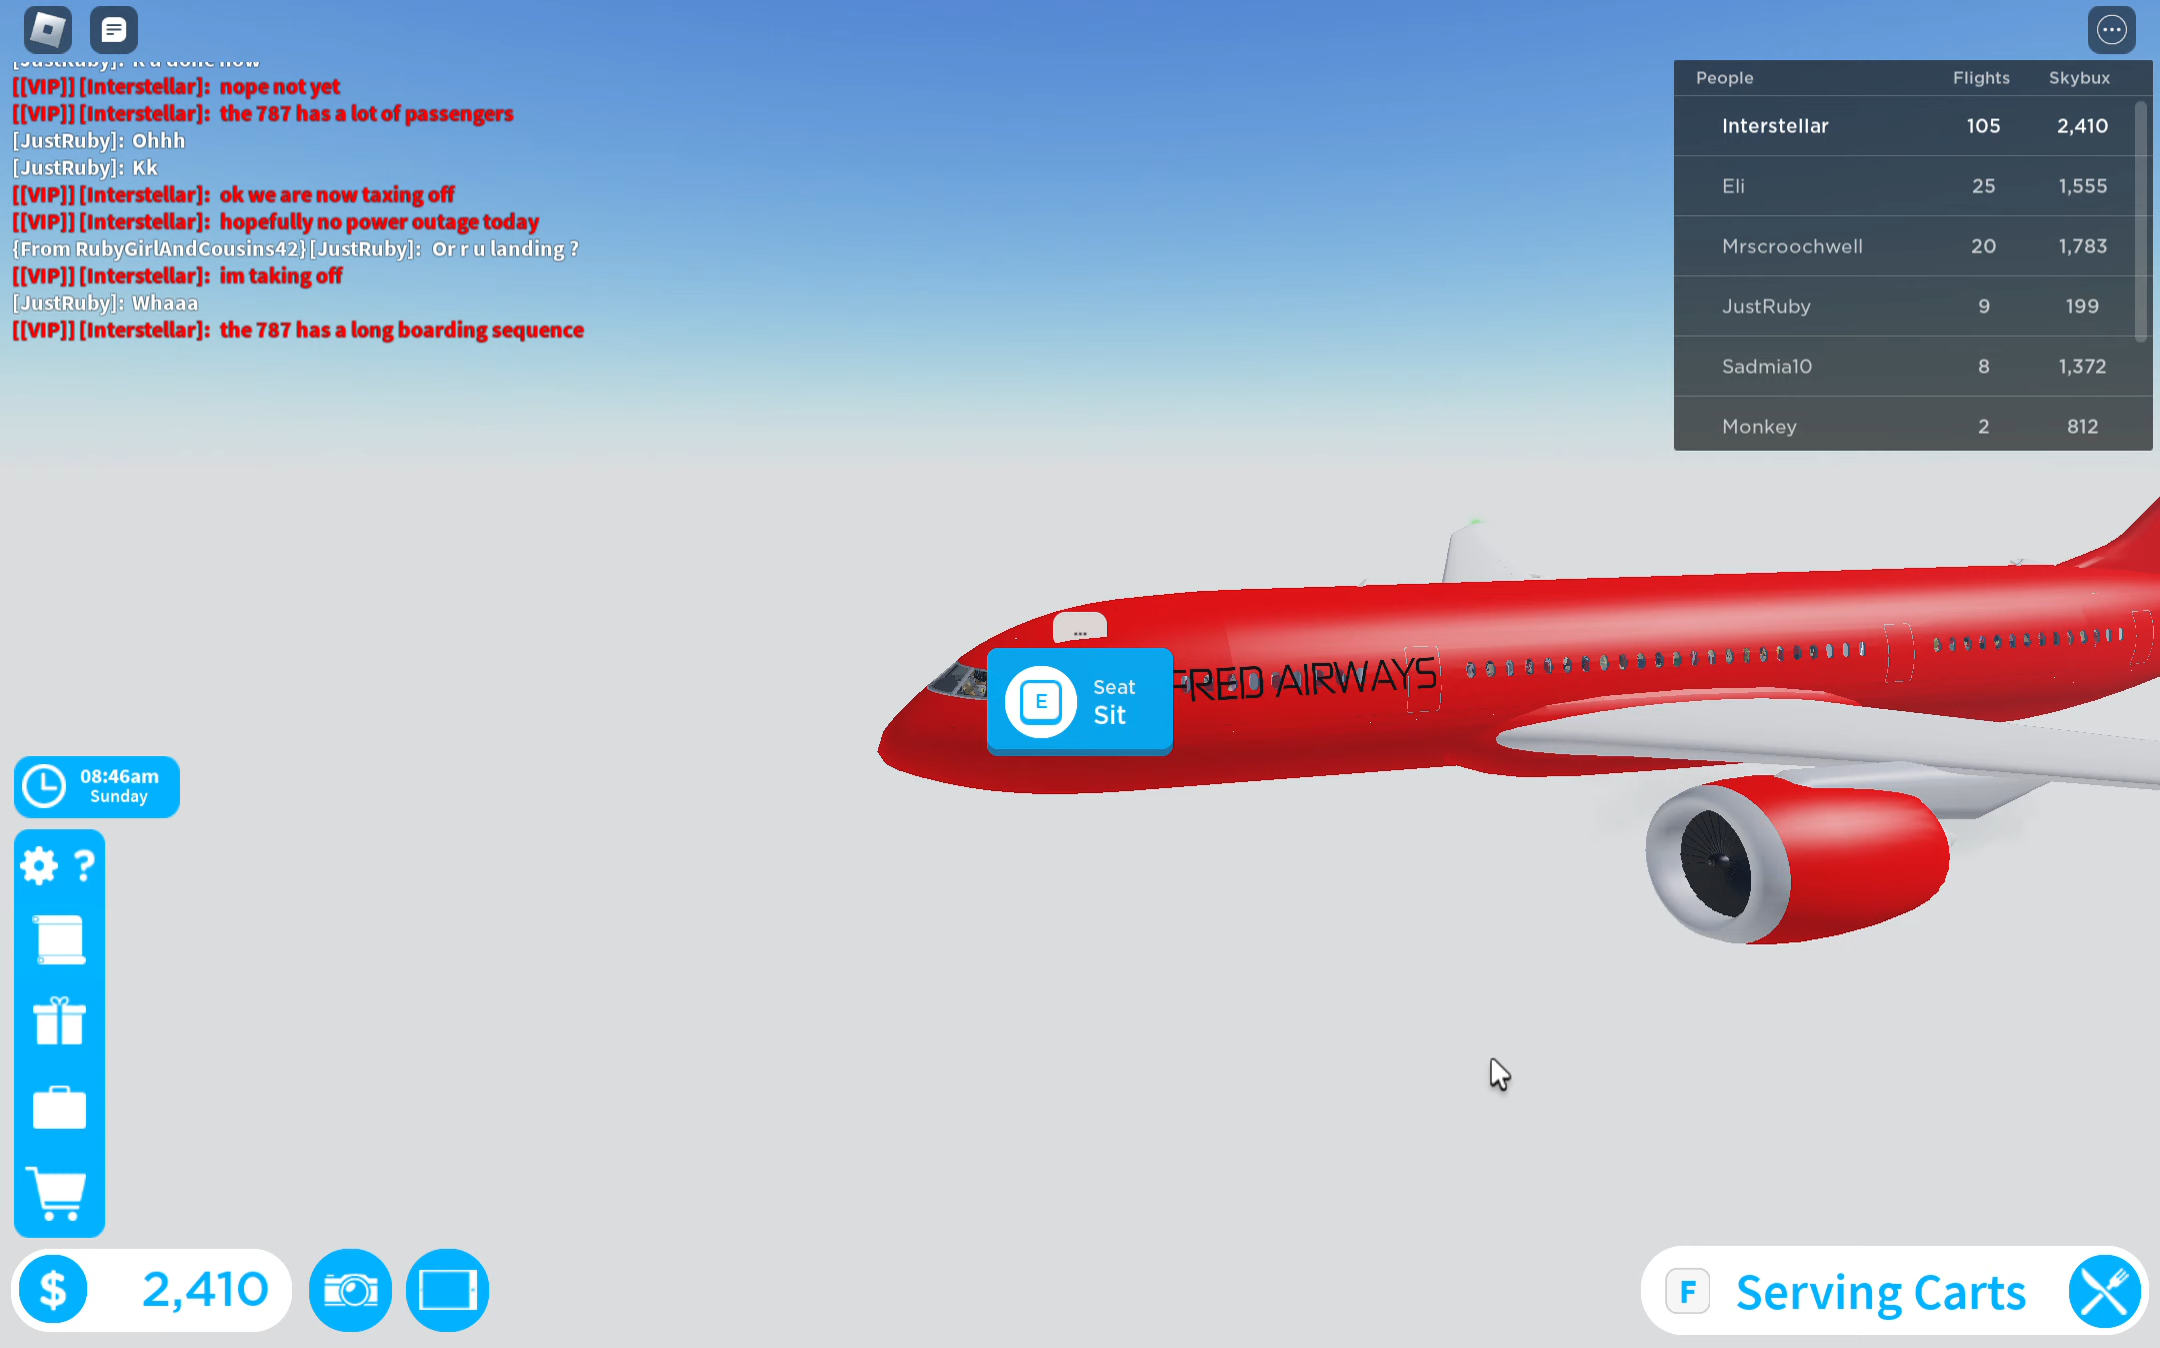 [JustRuby]: R u done now
[[VIP]] [Interstellar]: nope not yet
[[VIP]] [Interstellar]: the 787 has a lot of passengers
[JustRuby]: Ohhh
[JustRuby]: Kk
[[VIP]] [Interstellar]: ok we are now taxing off
[[VIP]] [Interstellar]: hopefully no power outage today
{From RubyGirlAndCousins42}[JustRuby]: Or r u landing ?
[[VIP]] [Interstellar]: im taking off
[JustRuby]: Whaaa
[[VIP]] [Interstellar]: the 787 has a long boarding sequence
People Flights Skybux
Interstellar 105 2,410
Eli 25 1,555
Mrscroochwell 20 1,783
JustRuby 9 199
Sadmia10 8 1,372
Monkey 2 812
...
E Seat
Sit
FRED AIRWAYS
08:46am
Sunday
?
$ 2,410
F Serving Carts